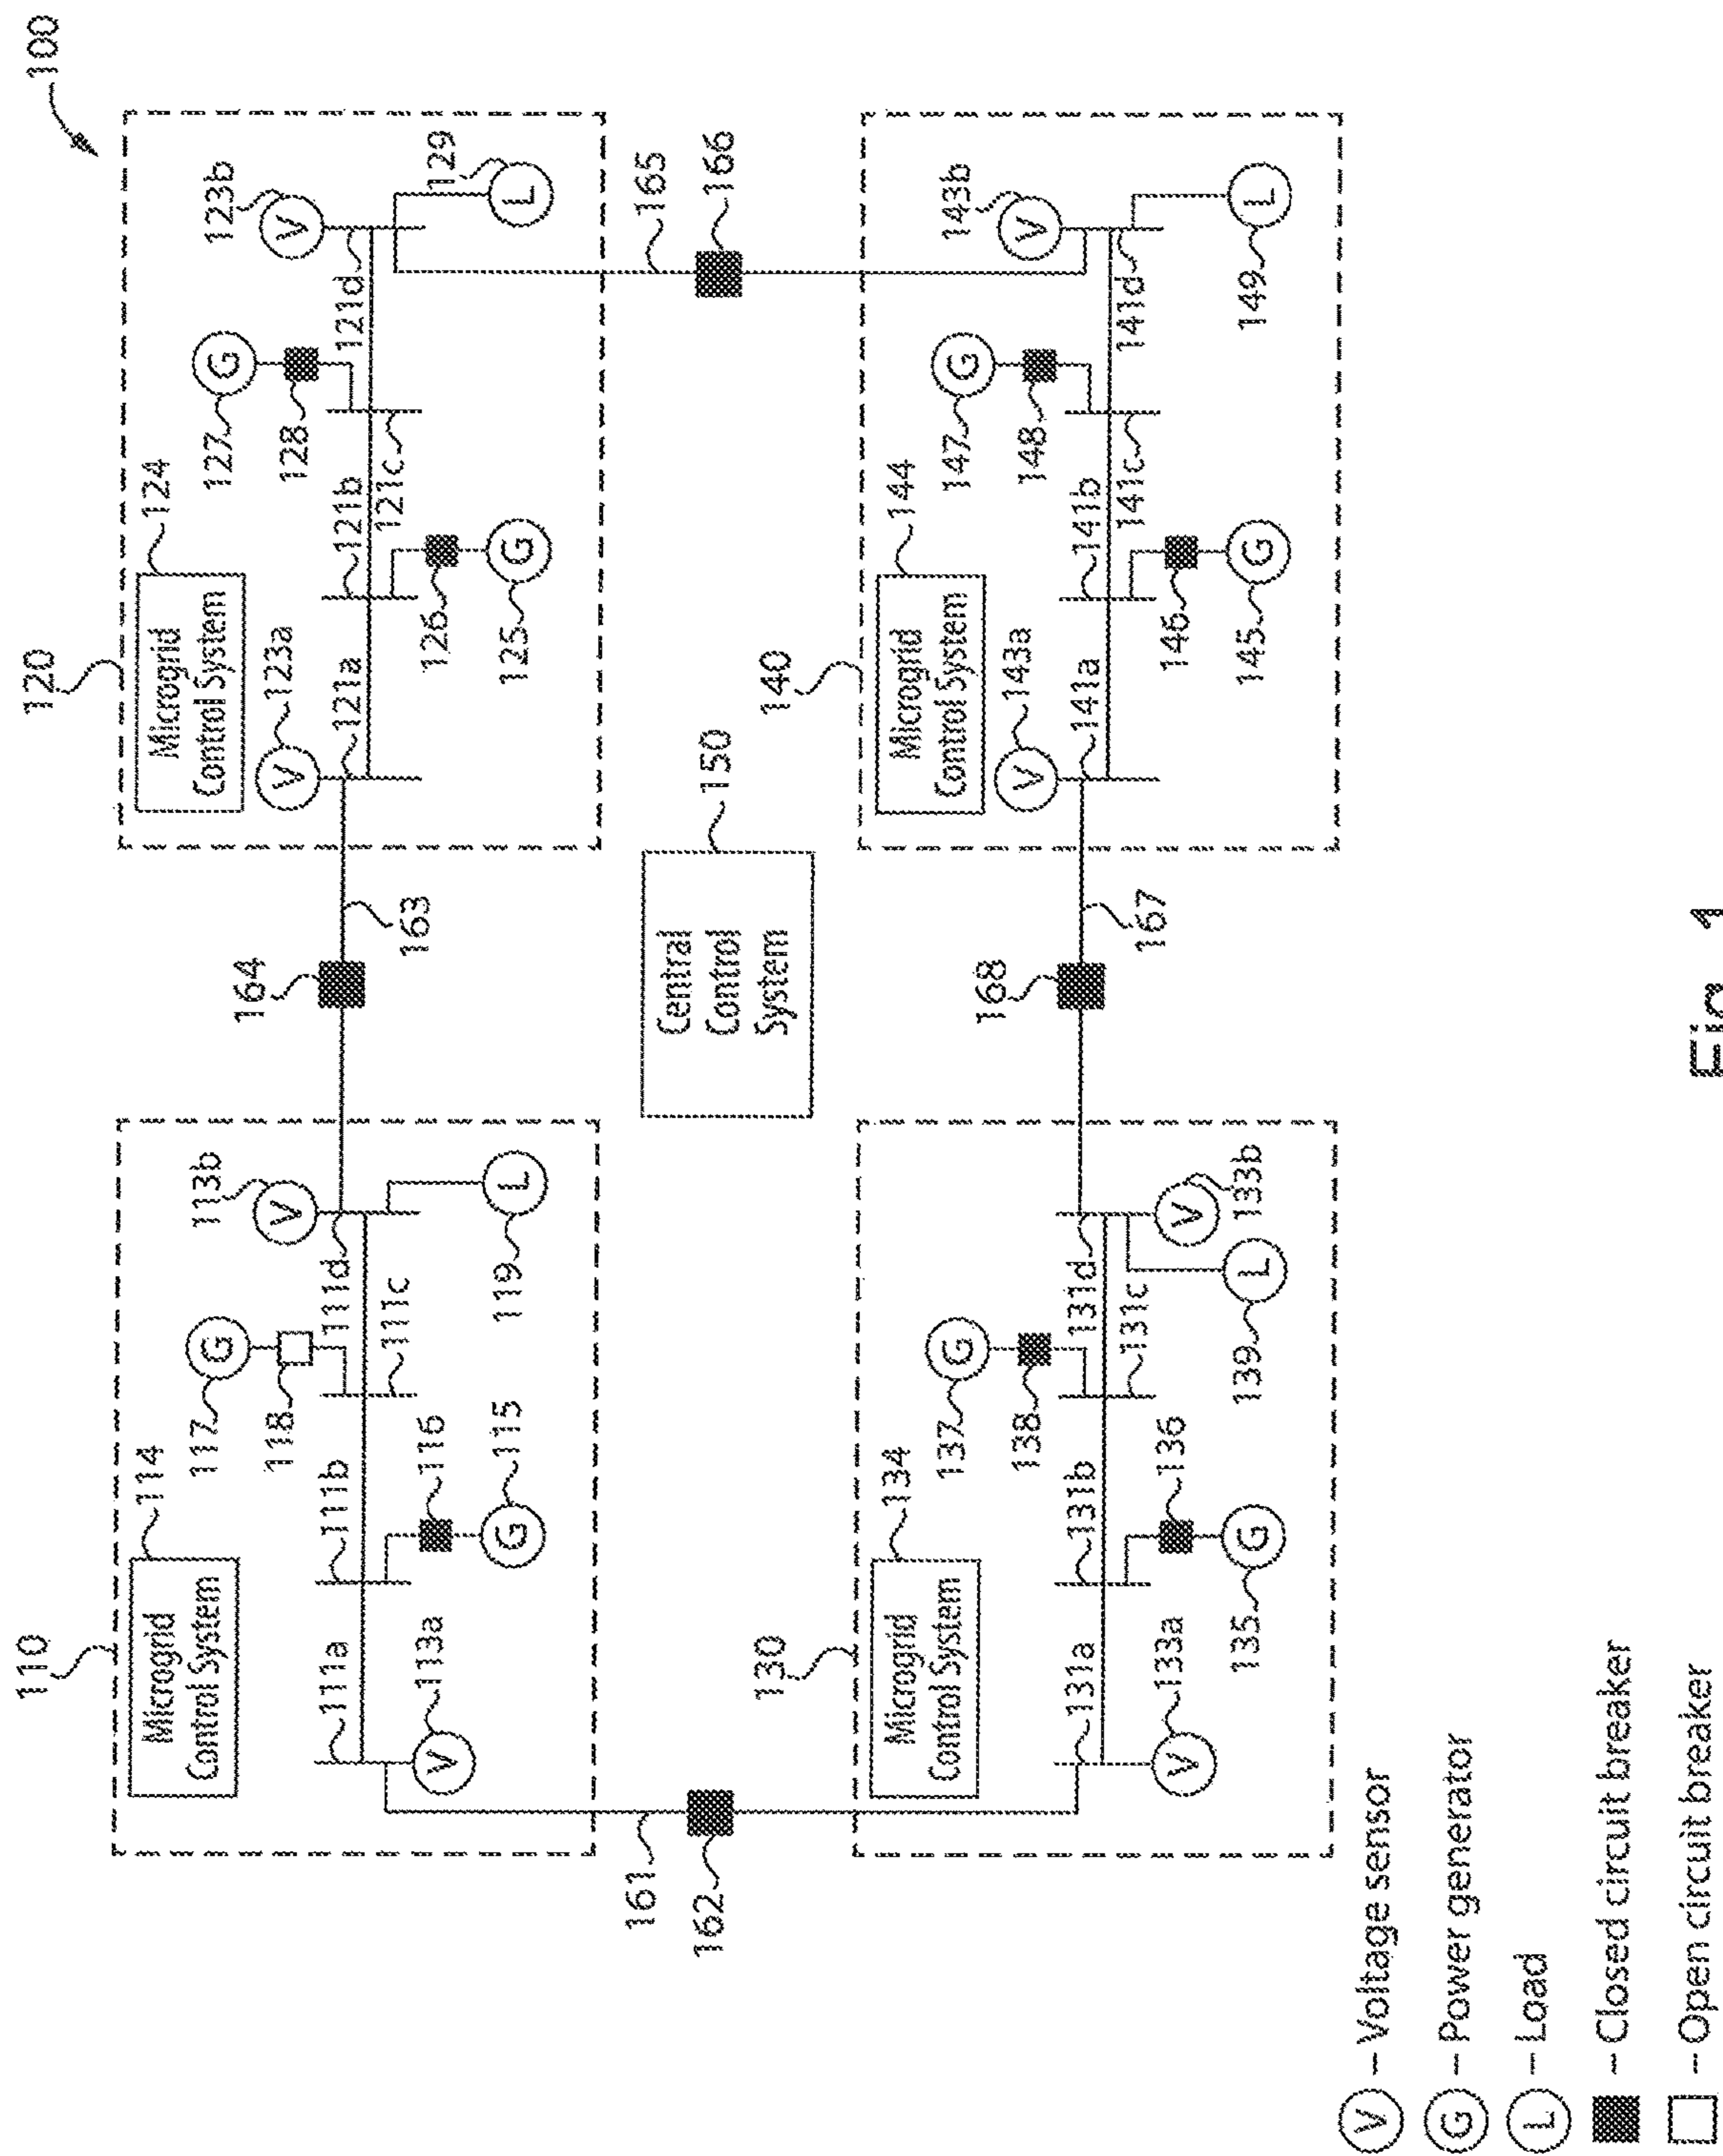 100
110
120
Microgrid
Control System
114
Microgrid
Control System
124
117
G
118
113b
V
123a
V
127
G
128
123b
V
111a
111b
111d
111c
164
163
121a
121b
121c
121d
113a
V
116
G
115
119
L
126
125
G
129
L
161
162
Central
Control
System
150
165
166
130
140
Microgrid
Control System
134
Microgrid
Control System
144
137
G
138
143a
V
147
G
148
143b
V
131a
131b
131d
131c
168
167
141a
141b
141c
141d
133a
V
136
135
G
139
L
V
133b
146
145
G
149
L
V -- Voltage sensor
G -- Power generator
L -- Load
-- Closed circuit breaker
-- Open circuit breaker
Fig. 1